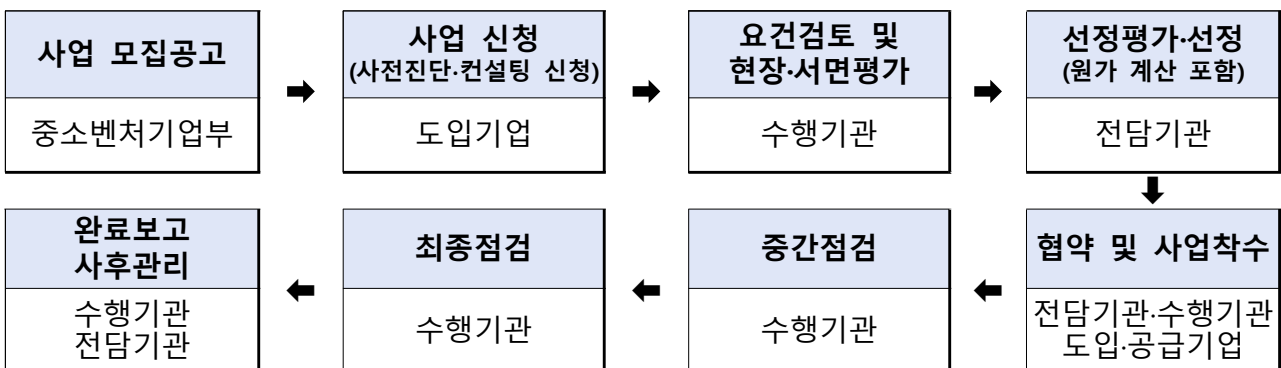 사업 모집공고
중소벤처기업부
사업 신청
(사전진단·컨설팅 신청)
도입기업
요건검토 및
현장·서면평가
수행기관
선정평가·선정
(원가 계산 포함)
전담기관
협약 및 사업착수
전담기관·수행기관
도입·공급기업
중간점검
수행기관
최종점검
수행기관
완료보고
사후관리
수행기관
전담기관